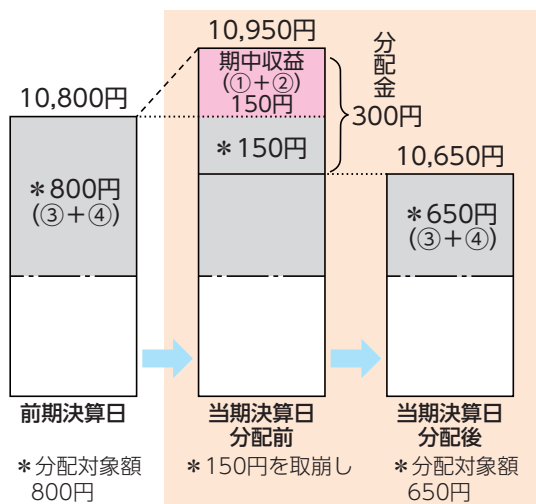 10,800円
*800円
(③+④)
前期決算日
*分配対象額
800円
10,950円
期中収益
(①+②)
150円
*150円
分配金
300円
当期決算日
分配前
*150円を取崩し
10,650円
*650円
(③+④)
当期決算日
分配後
*分配対象額
650円